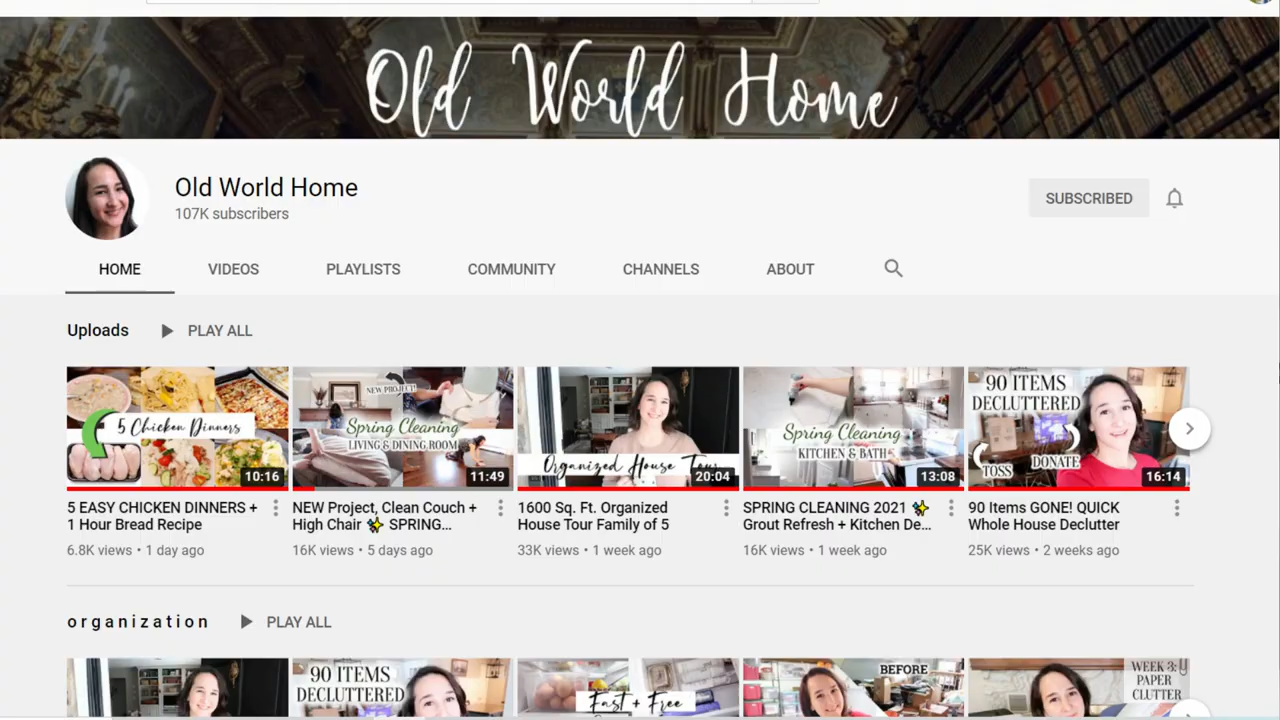 Old World Home
Old World Home
107K subscribers
SUBSCRIBED
HOME VIDEOS PLAYLISTS COMMUNITY CHANNELS ABOUT
Uploads PLAY ALL
5 Chicken Dinners
10:16
NEW PROJECT!
Spring Cleaning
LIVING & DINING ROOM
11:49
Organized House Tour
20:04
Spring Cleaning
KITCHEN & BATHS
13:08
90 ITEMS
DECLUTTERED
TOSS
DONATE
16:14
5 EASY CHICKEN DINNERS +
1 Hour Bread Recipe
6.8K views • 1 day ago
NEW Project, Clean Couch +
High Chair ✨ SPRING...
16K views • 5 days ago
1600 Sq. Ft. Organized
House Tour Family of 5
33K views • 1 week ago
SPRING CLEANING 2021 ✨
Grout Refresh + Kitchen De...
16K views • 1 week ago
90 Items GONE! QUICK
Whole House Declutter
25K views • 2 weeks ago
organization PLAY ALL
90 ITEMS
DECLUTTERED
Fast + Free
BEFORE
WEEK 3:
PAPER
CLUTTER